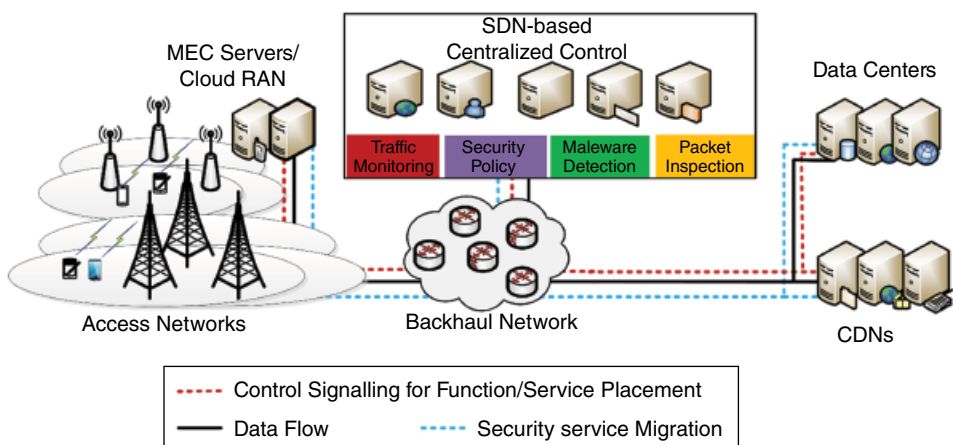 SDN-based
Centralized Control
MEC Servers/
Cloud RAN
Data Centers
Traffic
Monitoring
Security
Policy
Maleware
Detection
Packet
Inspection
Access Networks
Backhaul Network
CDNs
Control Signalling for Function/Service Placement
Data Flow
Security service Migration